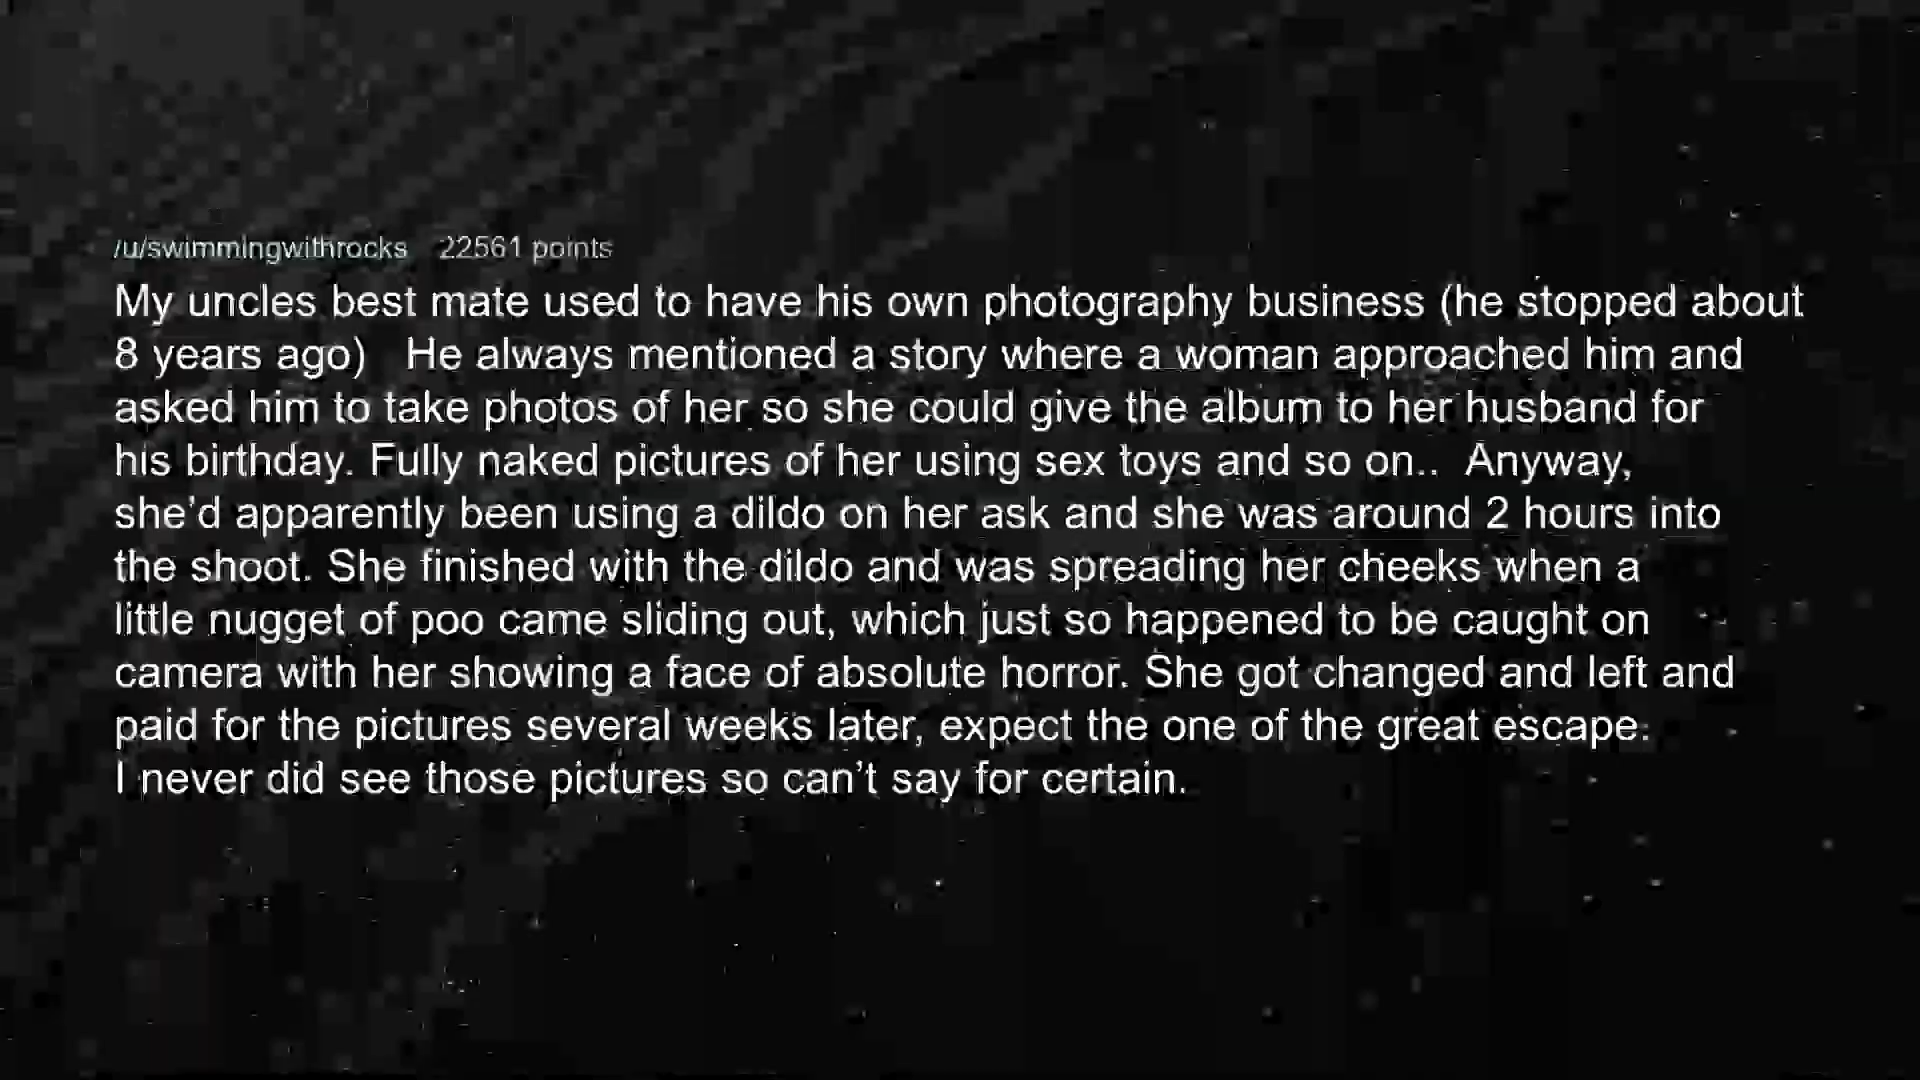 /u/swimmingwithrocks 22561 points
My uncles best mate used to have his own photography business (he stopped about
8 years ago) He always mentioned a story where a woman approached him and
asked him to take photos of her so she could give the album to her husband for
his birthday. Fully naked pictures of her using sex toys and so on.. Anyway,
she’d apparently been using a dildo on her ask and she was around 2 hours into
the shoot. She finished with the dildo and was spreading her cheeks when a
little nugget of poo came sliding out, which just so happened to be caught on
camera with her showing a face of absolute horror. She got changed and left and
paid for the pictures several weeks later, expect the one of the great escape.
I never did see those pictures so can’t say for certain.